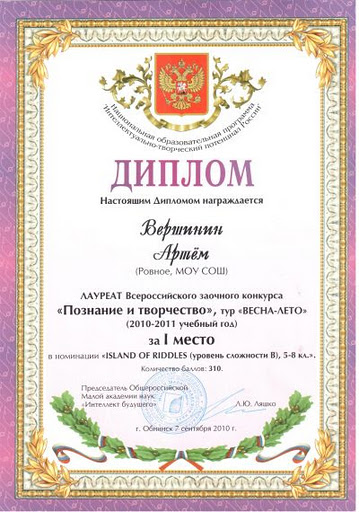 Национальная образовательная программа
"Интеллектуально-творческий потенциал России"
ДИПЛОМ
Настоящим Дипломом награждается
Вершинин
Артём
(Ровное, МОУ СОШ)
ЛАУРЕАТ Всероссийского заочного конкурса
«Познание и творчество», тур «ВЕСНА-ЛЕТО»
(2010-2011 учебный год)
за I место
в номинации «ISLAND OF RIDDLES (уровень сложности В), 5-8 кл.».
Количество баллов: 310.
Председатель Общероссийской
Малой академии наук
«Интеллект будущего»
Л.Ю. Ляшко
г. Обнинск 7 сентября 2010 г.